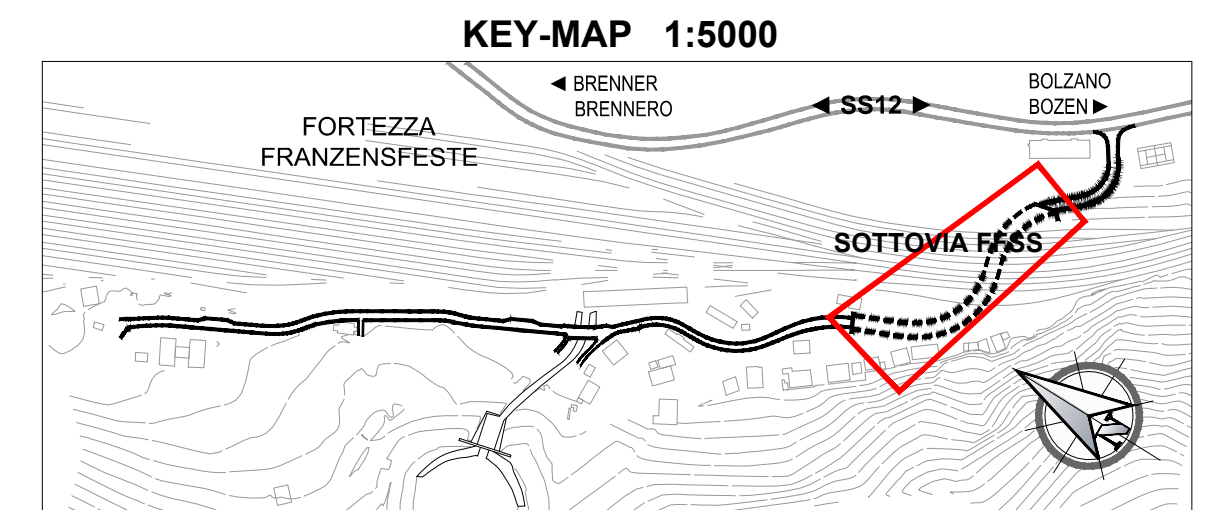 KEY-MAP 1:5000
◄ BRENNER
BRENNERO
◄ SS12 ►
BOLZANO
BOZEN ►
FORTEZZA
FRANZENSFESTE
SOTTOVIA FFSS